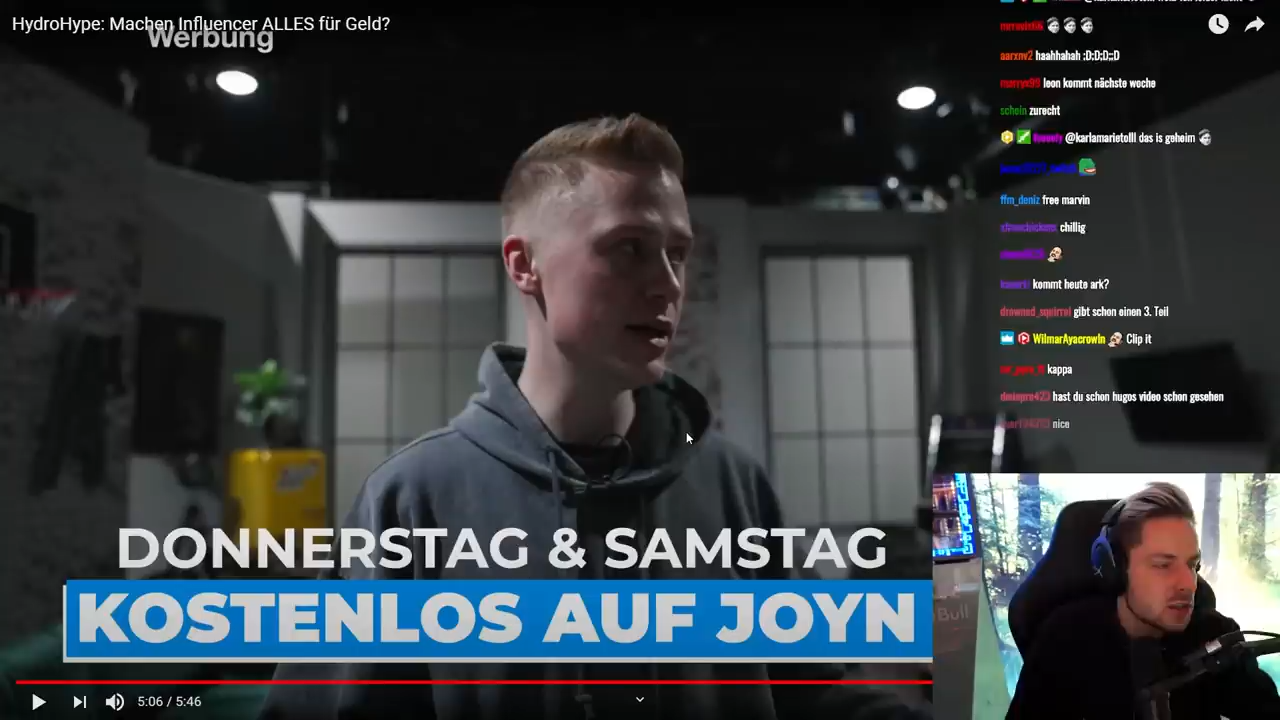 HydroHype: Machen Influencer ALLES für Geld?
Werbung
aarxnv2 haahhahah ;D;D;D;;D
leon kommt nächste woche
schein zurecht
@karlamarietolll das is geheim
ffm_deniz free marvin
chillig
kommt heute ark?
drowned_squirrel gibt schon einen 3. Teil
WilmarAyacrowln Clip it
kappa
hast du schon hugos video schon gesehen
nice
DONNERSTAG & SAMSTAG
KOSTENLOS AUF JOYN
Bull
5:06 / 5:46